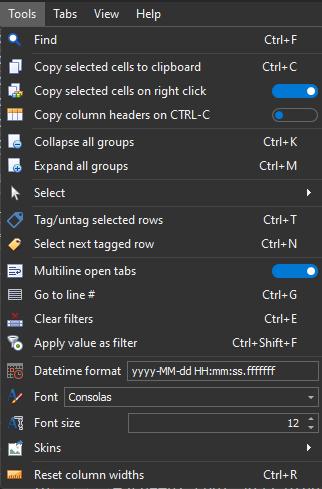 Tools Tabs View Help
Find Ctrl+F
Copy selected cells to clipboard Ctrl+C
Copy selected cells on right click
Copy column headers on CTRL-C
Collapse all groups Ctrl+K
Expand all groups Ctrl+M
Select
Tag/untag selected rows Ctrl+T
Select next tagged row Ctrl+N
Multiline open tabs
Go to line # Ctrl+G
Clear filters Ctrl+E
Apply value as filter Ctrl+Shift+F
Datetime format yyyy-MM-dd HH:mm:ss.fffffff
Font Consolas
Font size 12
Skins
Reset column widths Ctrl+R